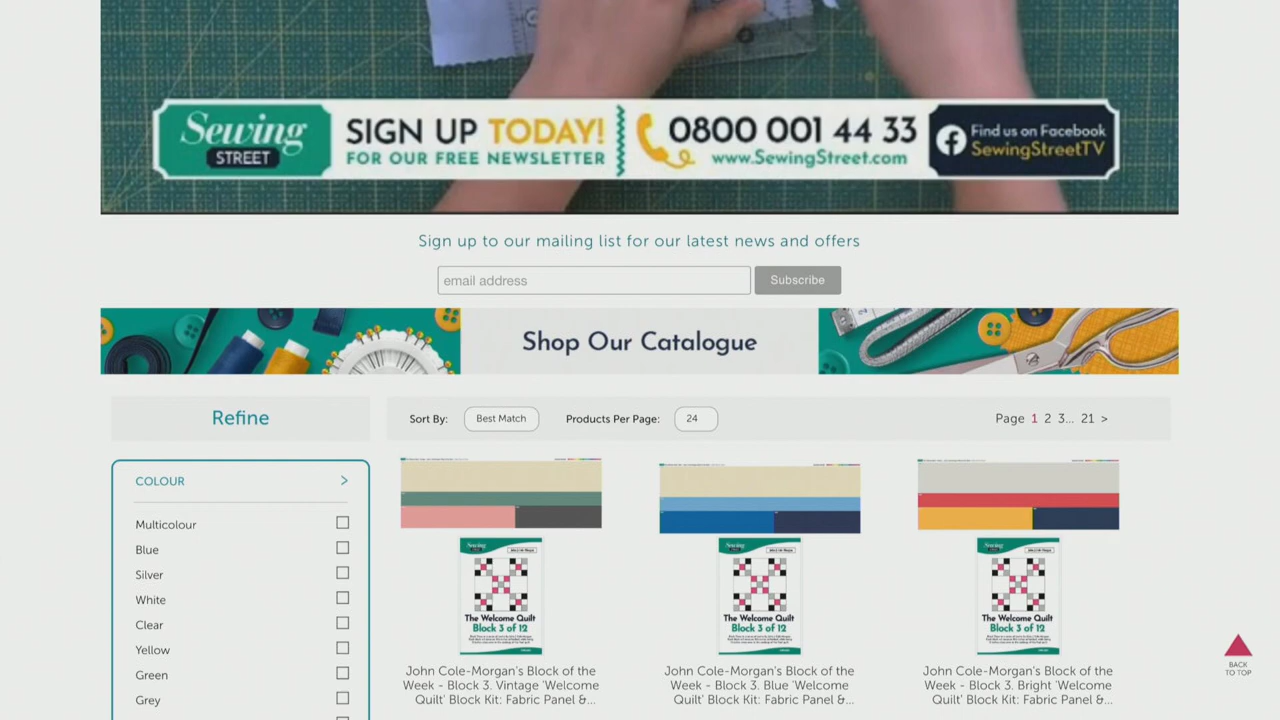 Sewing
STREET
SIGN UP TODAY!
FOR OUR FREE NEWSLETTER
0800 001 44 33
www.SewingStreet.com
Find us on Facebook
SewingStreetTV
Sign up to our mailing list for our latest news and offers
email address
Subscribe
Shop Our Catalogue
Refine
Sort By:
Best Match
Products Per Page:
24
Page 1 2 3... 21 >
COLOUR >
Multicolour
Blue
Silver
White
Clear
Yellow
Green
Grey
Sewing
The Welcome Quilt
Block 3 of 12
John Cole-Morgan's Block of the
Week - Block 3. Vintage 'Welcome
Quilt' Block Kit: Fabric Panel &...
Sewing
The Welcome Quilt
Block 3 of 12
John Cole-Morgan's Block of the
Week - Block 3. Blue 'Welcome
Quilt' Block Kit: Fabric Panel &...
Sewing
The Welcome Quilt
Block 3 of 12
John Cole-Morgan's Block of the
Week - Block 3. Bright 'Welcome
Quilt' Block Kit: Fabric Panel &...
BACK
TO TOP